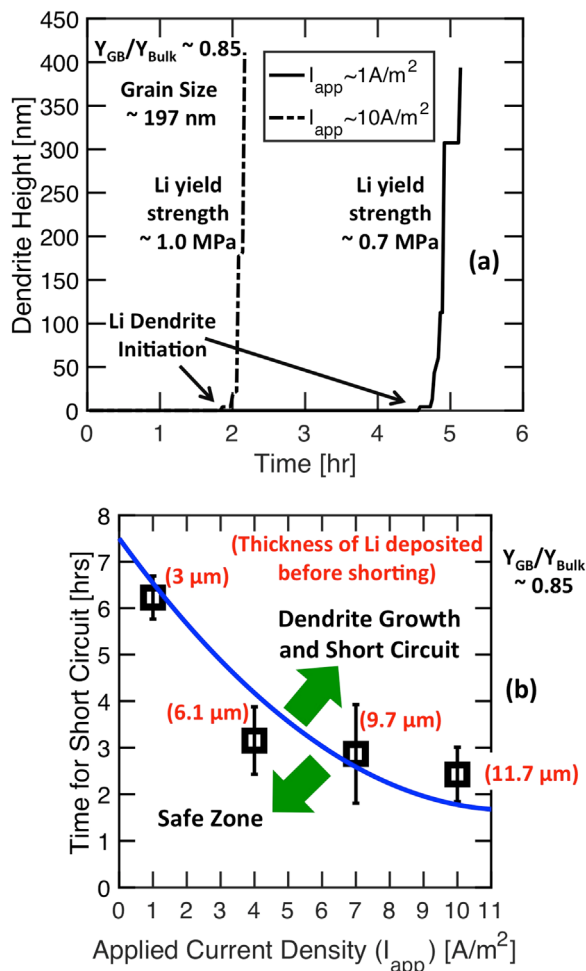 450
400
350
300
250
200
150
100
50
0
Dendrite Height [nm]
Y_GB/Y_Bulk ~ 0.85
Grain Size
~ 197 nm
I_app~1A/m²
I_app~10A/m²
Li yield
strength
~ 1.0 MPa
Li yield
strength
~ 0.7 MPa
(a)
Li Dendrite
Initiation
0 1 2 3 4 5 6
Time [hr]
8
7
6
5
4
3
2
1
0
Time for Short Circuit [hrs]
(Thickness of Li deposited
before shorting)
Y_GB/Y_Bulk
~ 0.85
(3 μm)
Dendrite Growth
and Short Circuit
(b)
(6.1 μm)
(9.7 μm)
(11.7 μm)
Safe Zone
0 1 2 3 4 5 6 7 8 9 10 11
Applied Current Density (I_app) [A/m²]